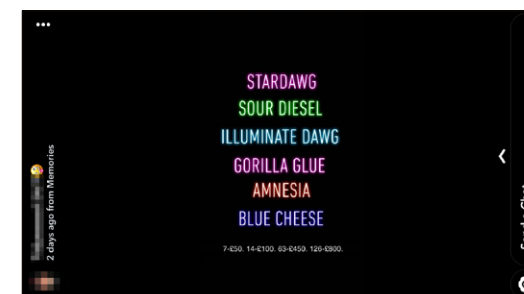 STARDAWG
SOUR DIESEL
ILLUMINATE DAWG
GORILLA GLUE
AMNESIA
BLUE CHEESE
7-£50. 14-£100. 63-£450. 126-£800.
2 days ago from Memories